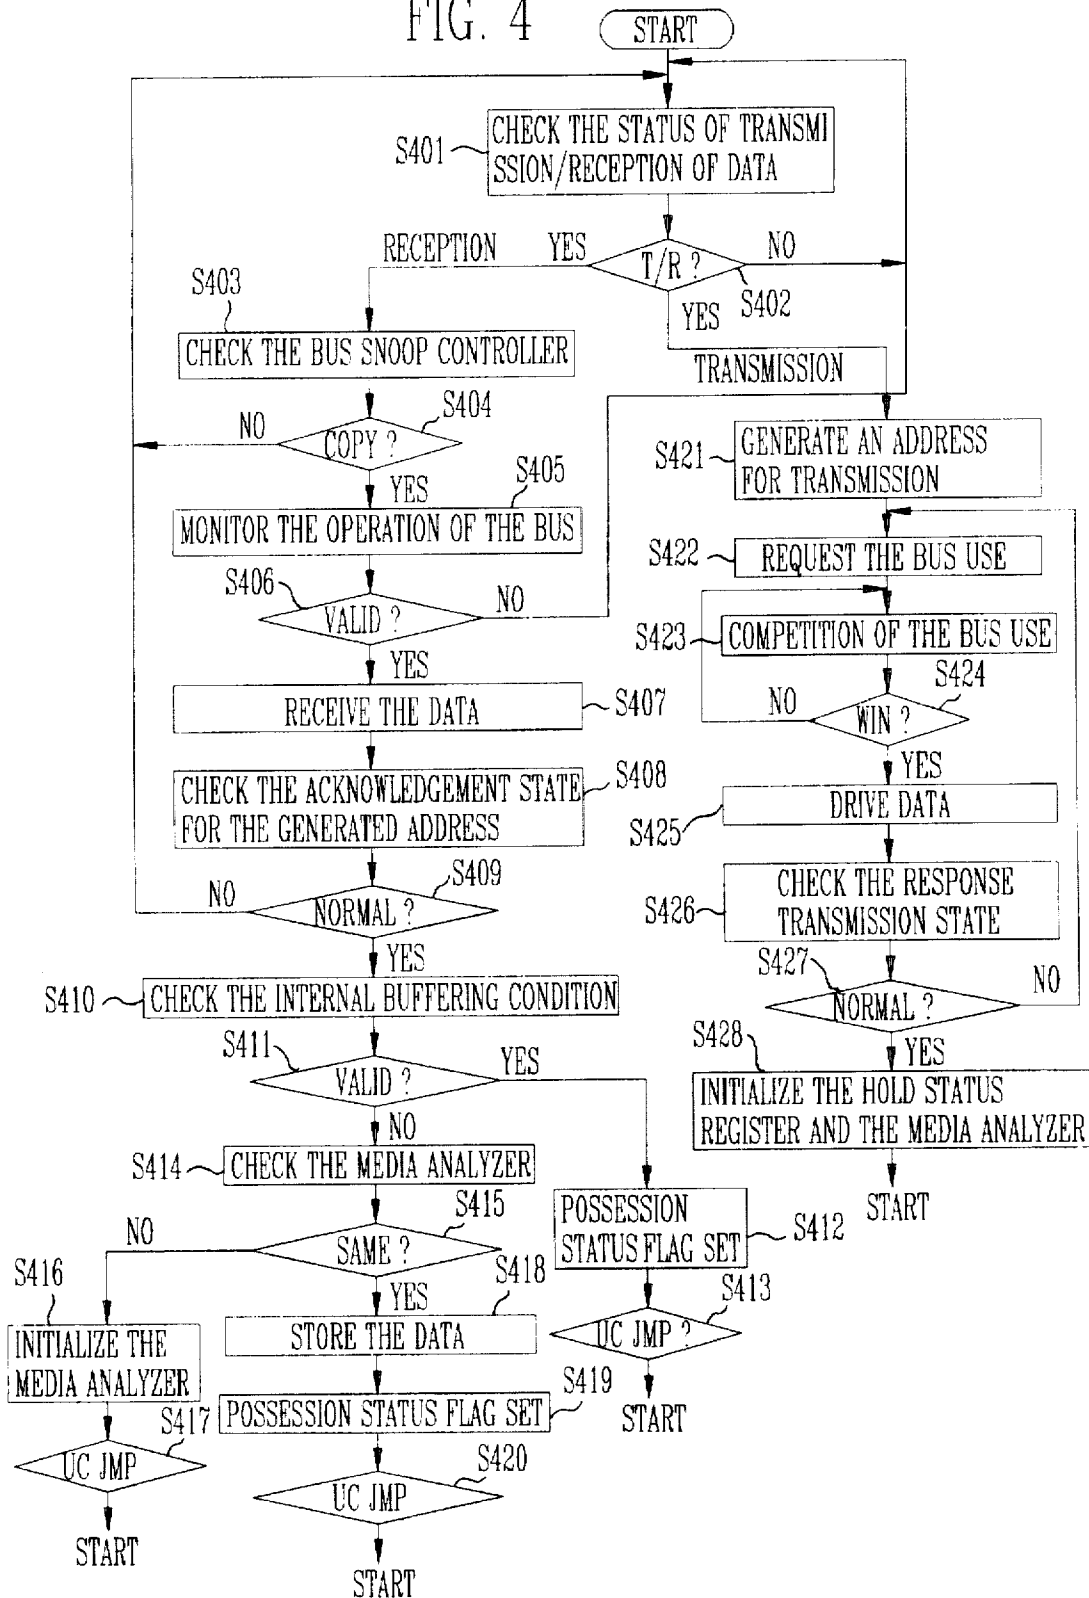 FIG. 4
START
CHECK THE STATUS OF TRANSMI
SSION/RECEPTION OF DATA
S401
RECEPTION
YES
T/R ?
NO
S402
YES
TRANSMISSION
S403
CHECK THE BUS SNOOP CONTROLLER
NO
COPY ?
S404
YES
S405
MONITOR THE OPERATION OF THE BUS
S406
VALID ?
NO
YES
RECEIVE THE DATA
S407
CHECK THE ACKNOWLEDGEMENT STATE
FOR THE GENERATED ADDRESS
S408
NO
NORMAL ?
S409
YES
S410
CHECK THE INTERNAL BUFFERING CONDITION
S411
VALID ?
YES
NO
S414
CHECK THE MEDIA ANALYZER
NO
SAME ?
S415
YES
S416
INITIALIZE THE
MEDIA ANALYZER
S417
UC JMP
START
S418
STORE THE DATA
POSSESSION STATUS FLAG SET
S419
UC JMP
S420
START
POSSESSION
STATUS FLAG SET
S412
UC JMP ?
S413
START
S421
GENERATE AN ADDRESS
FOR TRANSMISSION
S422
REQUEST THE BUS USE
S423
COMPETITION OF THE BUS USE
NO
WIN ?
S424
YES
DRIVE DATA
S425
S426
CHECK THE RESPONSE
TRANSMISSION STATE
S427
NORMAL ?
NO
YES
S428
INITIALIZE THE HOLD STATUS
REGISTER AND THE MEDIA ANALYZER
START